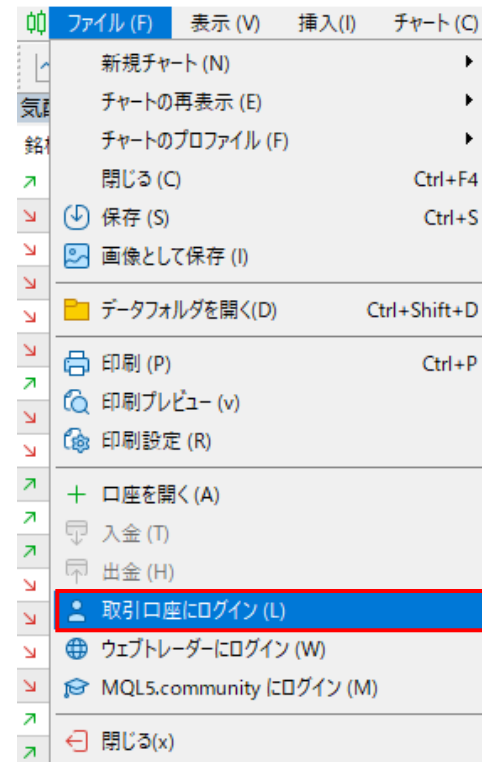 ファイル (F) 表示 (V) 挿入(I) チャート (C)
新規チャート (N)
チャートの再表示 (E)
チャートのプロファイル (F)
閉じる (C) Ctrl+F4
保存 (S) Ctrl+S
画像として保存 (I)
データフォルダを開く(D) Ctrl+Shift+D
印刷 (P) Ctrl+P
印刷プレビュー (v)
印刷設定 (R)
口座を開く (A)
入金 (T)
出金 (H)
取引口座にログイン (L)
ウェブトレーダーにログイン (W)
MQL5.community にログイン (M)
閉じる(x)